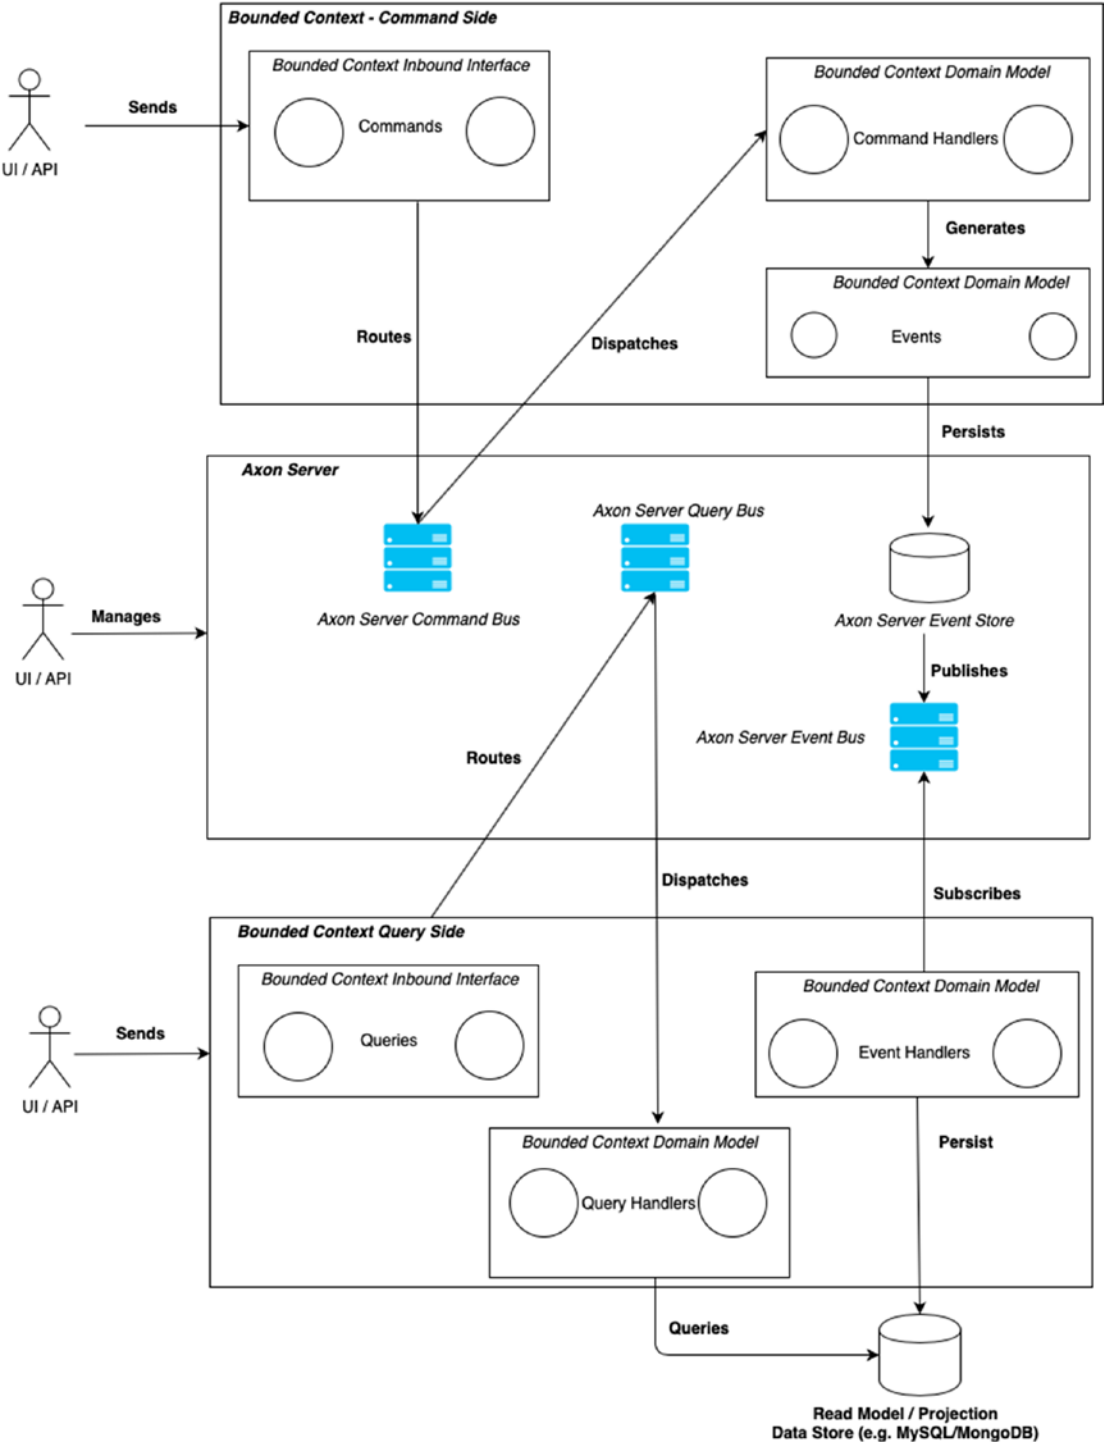 Bounded Context - Command Side
Bounded Context Inbound Interface
Commands
Bounded Context Domain Model
Command Handlers
Sends
UI / API
Generates
Bounded Context Domain Model
Events
Routes
Dispatches
Persists
Axon Server
Axon Server Query Bus
Axon Server Command Bus
Axon Server Event Store
Manages
UI / API
Publishes
Axon Server Event Bus
Routes
Dispatches
Subscribes
Bounded Context Query Side
Bounded Context Inbound Interface
Queries
Bounded Context Domain Model
Event Handlers
Sends
UI / API
Bounded Context Domain Model
Query Handlers
Persist
Queries
Read Model / Projection
Data Store (e.g. MySQL/MongoDB)